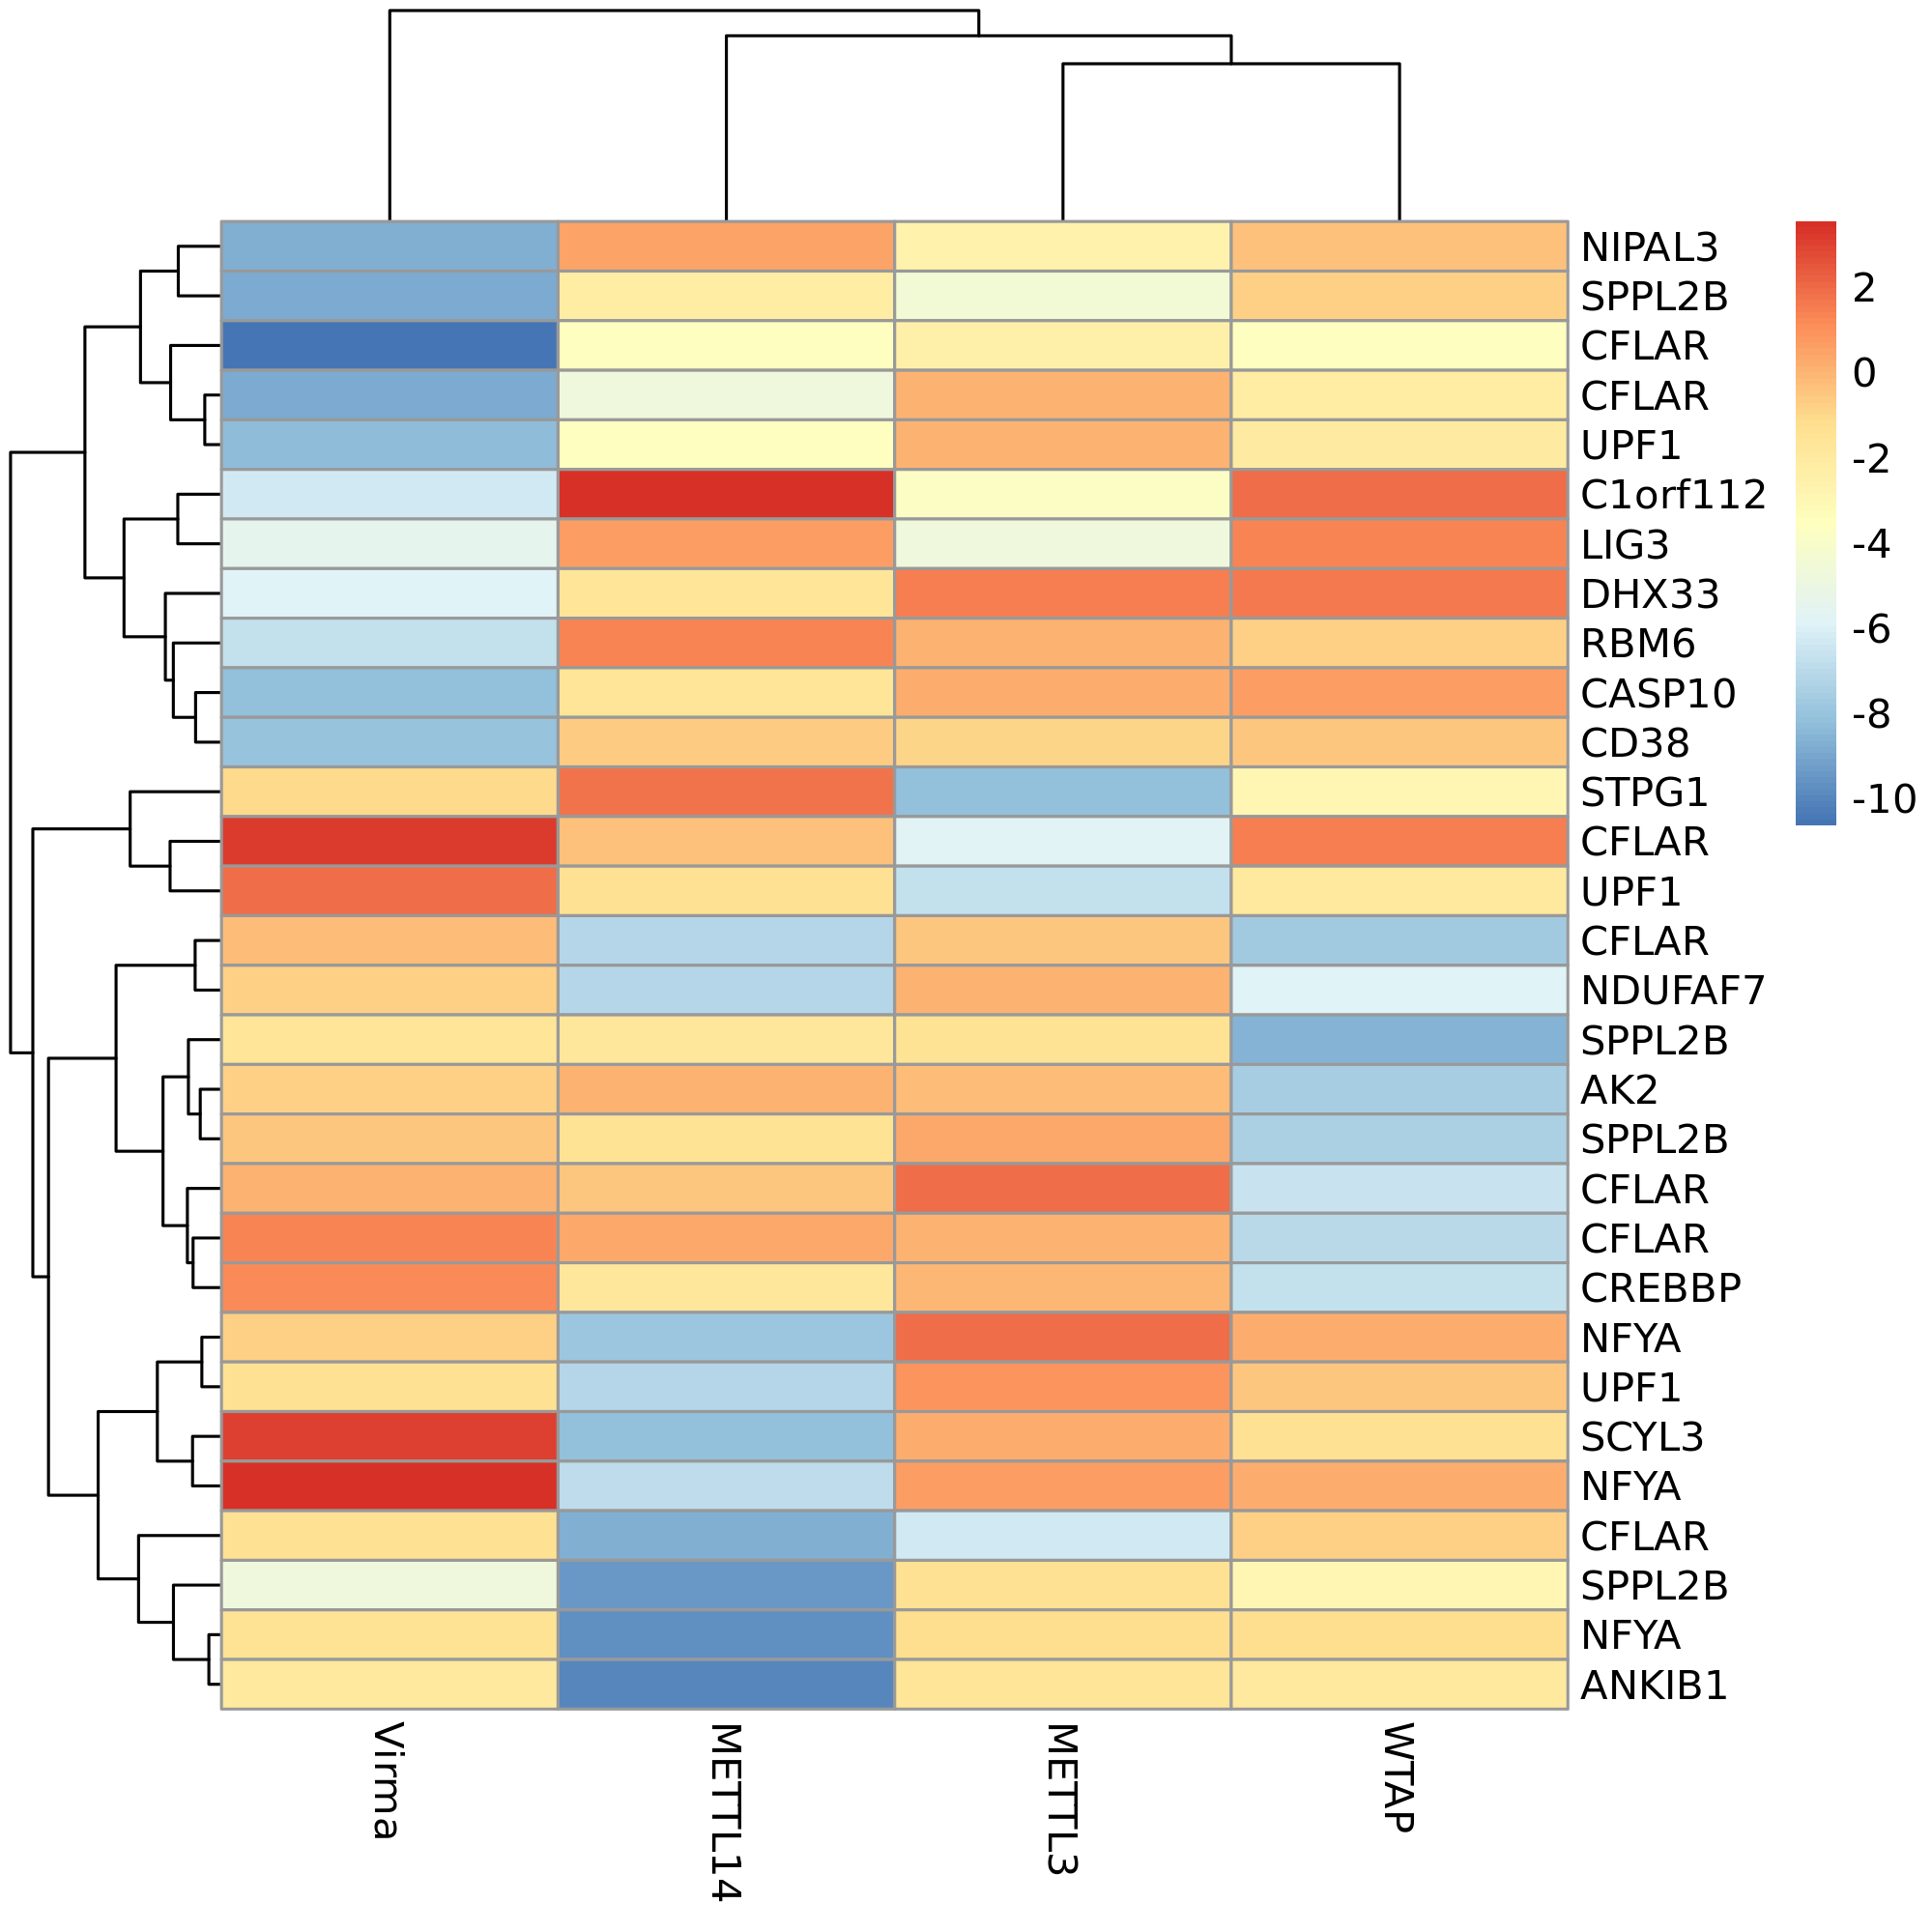 NIPAL3
SPPL2B
CFLAR
CFLAR
UPF1
C1orf112
LIG3
DHX33
RBM6
CASP10
CD38
STPG1
CFLAR
UPF1
CFLAR
NDUFAF7
SPPL2B
AK2
SPPL2B
CFLAR
CFLAR
CREBBP
NFYA
UPF1
SCYL3
NFYA
CFLAR
SPPL2B
NFYA
ANKIB1
2
0
-2
-4
-6
-8
-10
Virma
METTL14
METTL3
WTAP